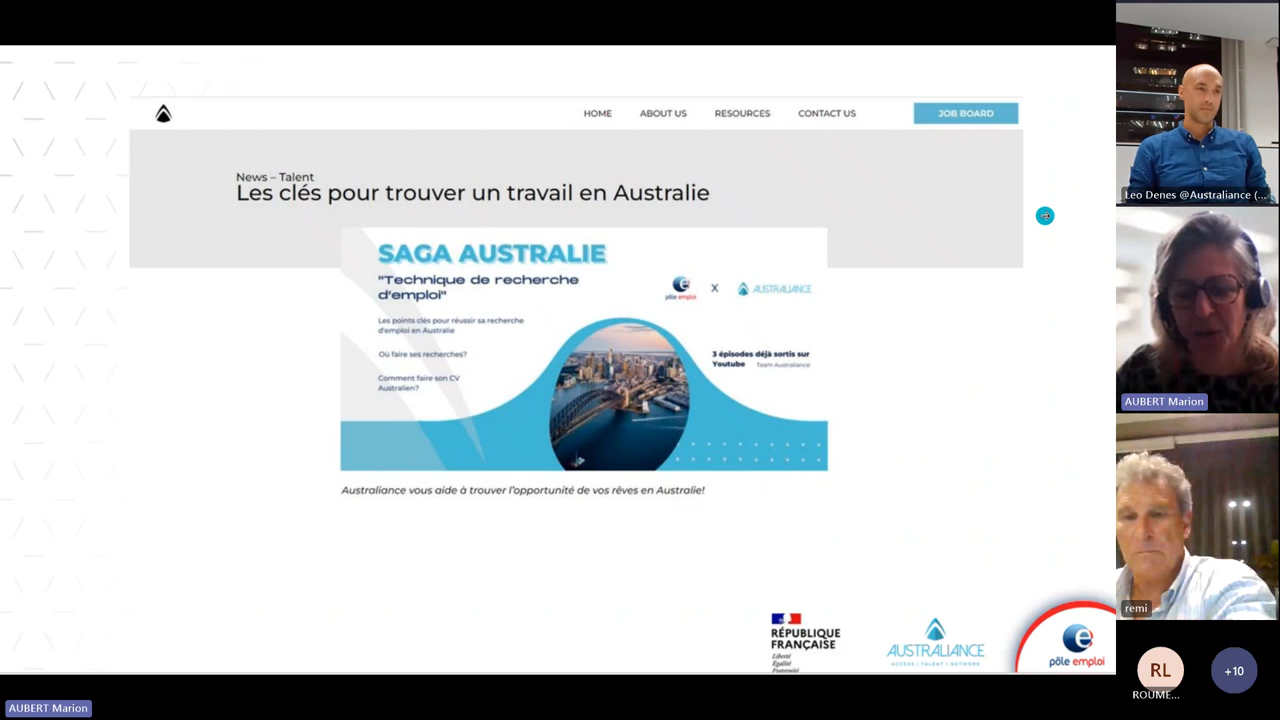 HOME ABOUT US RESOURCES CONTACT US JOB BOARD
News – Talent
Les clés pour trouver un travail en Australie
SAGA AUSTRALIE
"Technique de recherche
d'emploi"
pôle emploi X AUSTRALIANCE
Les points clés pour réussir sa recherche
d'emploi en Australie
Où faire ses recherches?
Comment faire son CV
Australien?
3 épisodes déjà sortis sur
Youtube Team Australiance
Australiance vous aide à trouver l'opportunité de vos rêves en Australie!
RÉPUBLIQUE
FRANÇAISE
Liberté
Égalité
Fraternité
AUSTRALIANCE
ACCESS / TALENT / NETWORK
pôle emploi
AUBERT Marion
Leo Denes @Australiance (...
AUBERT Marion
remi
RL
ROUME...
+10